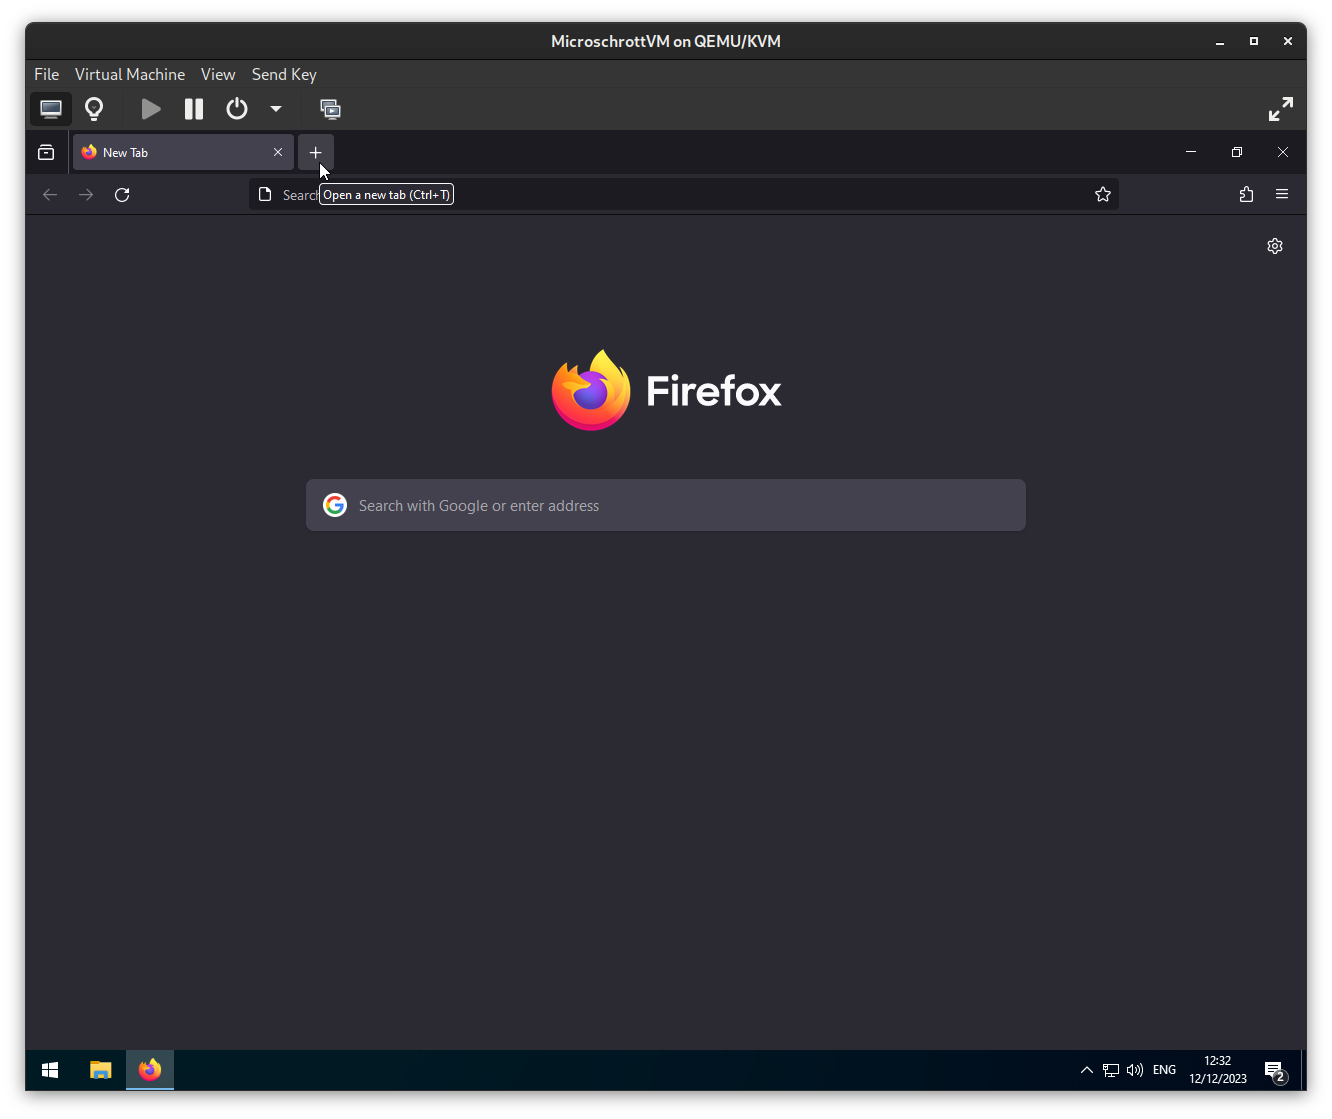 MicroschrottVM on QEMU/KVM
File Virtual Machine View Send Key
New Tab
Search
Open a new tab (Ctrl+T)
Firefox
Search with Google or enter address
ENG
12:32
12/12/2023
2